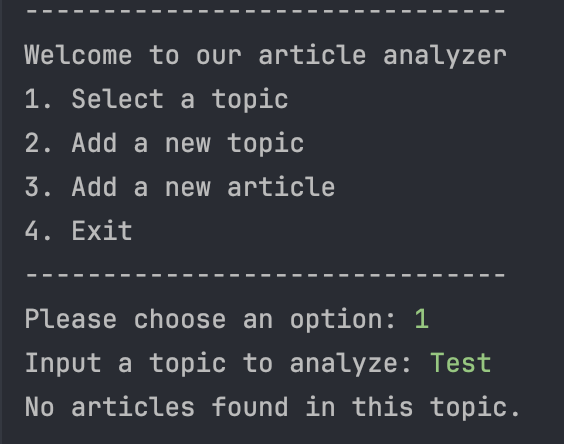 -------------------------------
Welcome to our article analyzer
1. Select a topic
2. Add a new topic
3. Add a new article
4. Exit
-------------------------------
Please choose an option: 1
Input a topic to analyze: Test
No articles found in this topic.